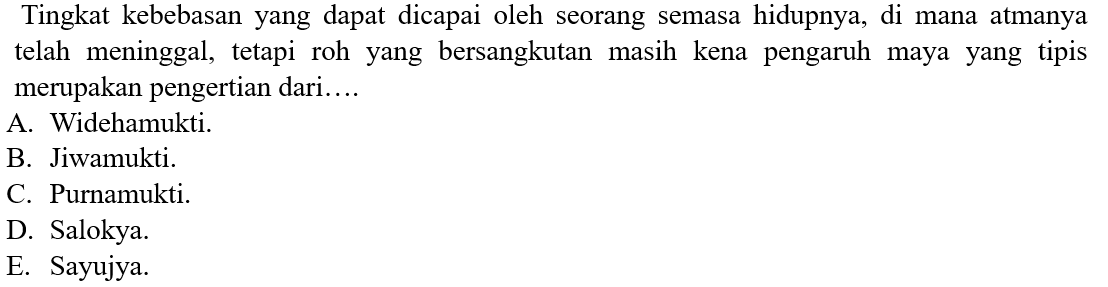 Tingkat kebebasan yang dapat dicapai oleh seorang semasa hidupnya, di mana atmanya
telah meninggal, tetapi roh yang bersangkutan masih kena pengaruh maya yang tipis
merupakan pengertian dari….
A. Widehamukti.
B. Jiwamukti.
C. Purnamukti.
D. Salokya.
E. Sayujya.